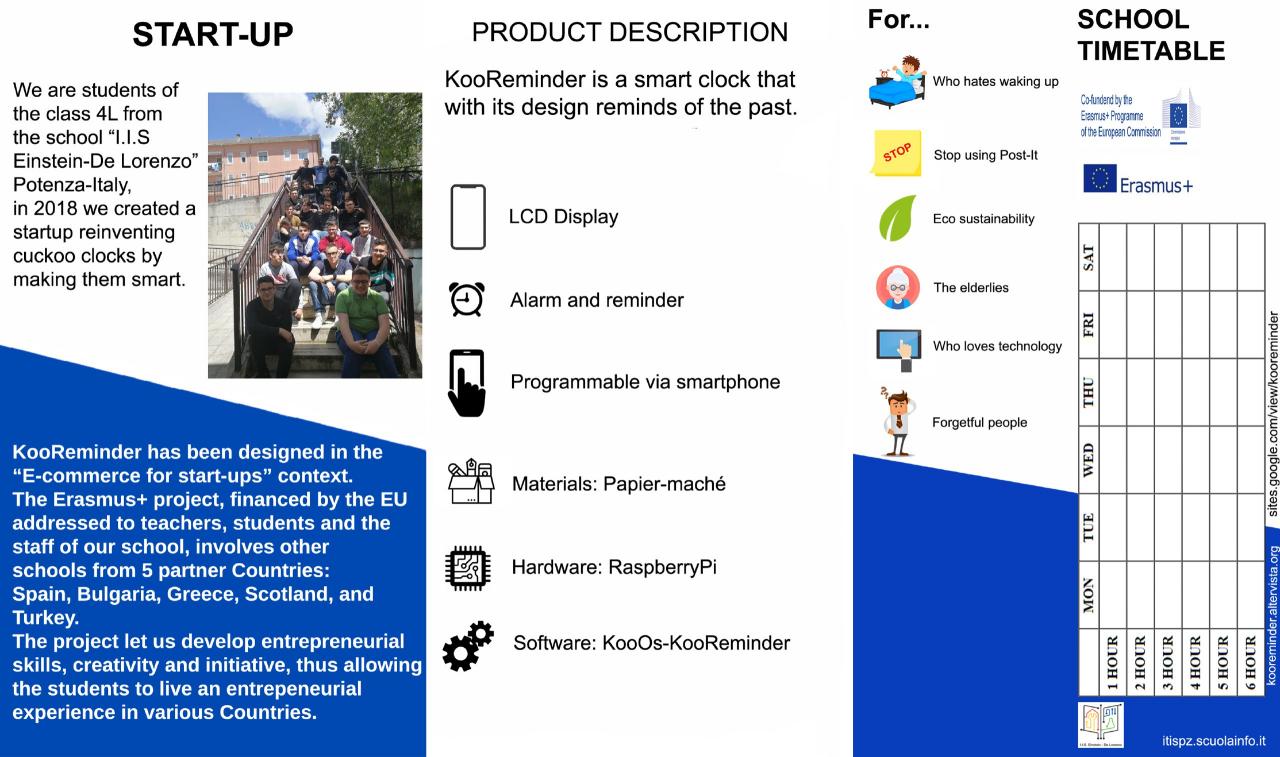 START-UP
We are students of
the class 4L from
the school “I.I.S
Einstein-De Lorenzo”
Potenza-Italy,
in 2018 we created a
startup reinventing
cuckoo clocks by
making them smart.
KooReminder has been designed in the
“E-commerce for start-ups” context.
The Erasmus+ project, financed by the EU
addressed to teachers, students and the
staff of our school, involves other
schools from 5 partner Countries:
Spain, Bulgaria, Greece, Scotland, and
Turkey.
The project let us develop entrepreneurial
skills, creativity and initiative, thus allowing
the students to live an entrepeneurial
experience in various Countries.
PRODUCT DESCRIPTION
KooReminder is a smart clock that
with its design reminds of the past.
LCD Display
Alarm and reminder
Programmable via smartphone
Materials: Papier-maché
Hardware: RaspberryPi
Software: KooOs-KooReminder
For...
Who hates waking up
STOP
Stop using Post-It
Eco sustainability
The elderlies
Who loves technology
Forgetful people
SCHOOL
TIMETABLE
Co-fundend by the
Erasmus+ Programme
of the European Commission
Erasmus+
SAT
FRI
THU
WED
TUE
MON
1 HOUR
2 HOUR
3 HOUR
4 HOUR
5 HOUR
6 HOUR
sites.google.com/view/kooreminder
kooreminder.altervista.org
I.I.S. Einstein - De Lorenzo
itispz.scuolainfo.it